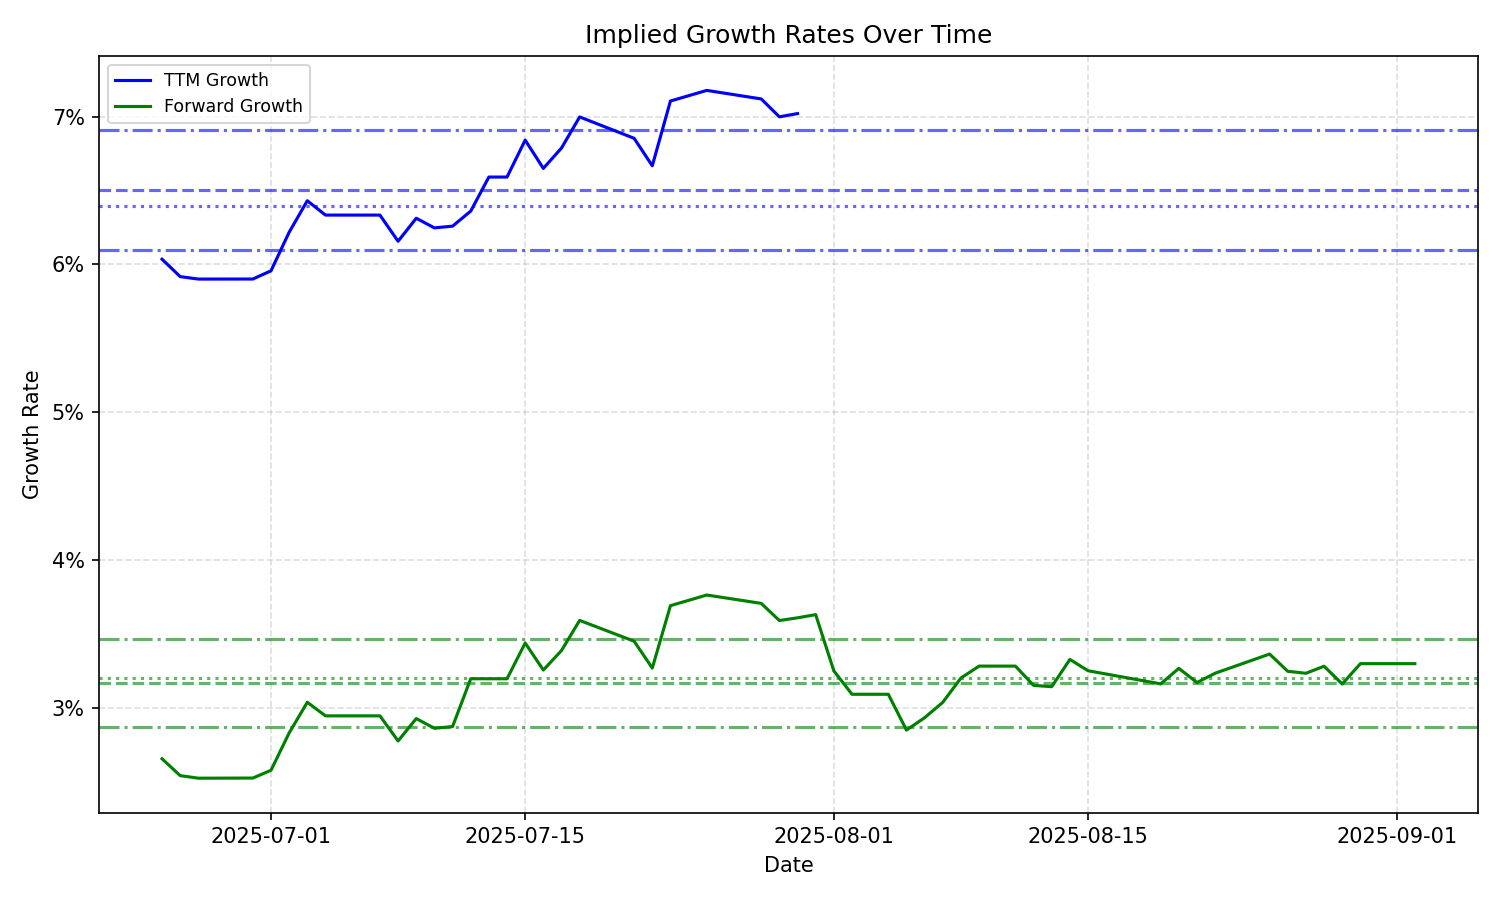 Implied Growth Rates Over Time
TTM Growth
Forward Growth
7%
6%
5%
4%
3%
Growth Rate
2025-07-01
2025-07-15
2025-08-01
2025-08-15
2025-09-01
Date